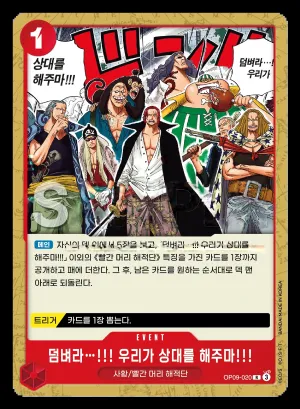 1
상대를
해주마!!!
덤벼라…!
우리가
메인 자신의 덱 위에서 5장을 보고, 「덤벼라…!!! 우리가 상대를
해주마!!!」 이외의 《빨간 머리 해적단》 특징을 가진 카드를 1장까지
공개하고 패에 더한다. 그 후, 남은 카드를 원하는 순서대로 덱 맨
아래로 되돌린다.
트리거 카드를 1장 뽑는다.
EVENT
덤벼라…!!! 우리가 상대를 해주마!!!
사황/빨간 머리 해적단
OP09-020 R 3